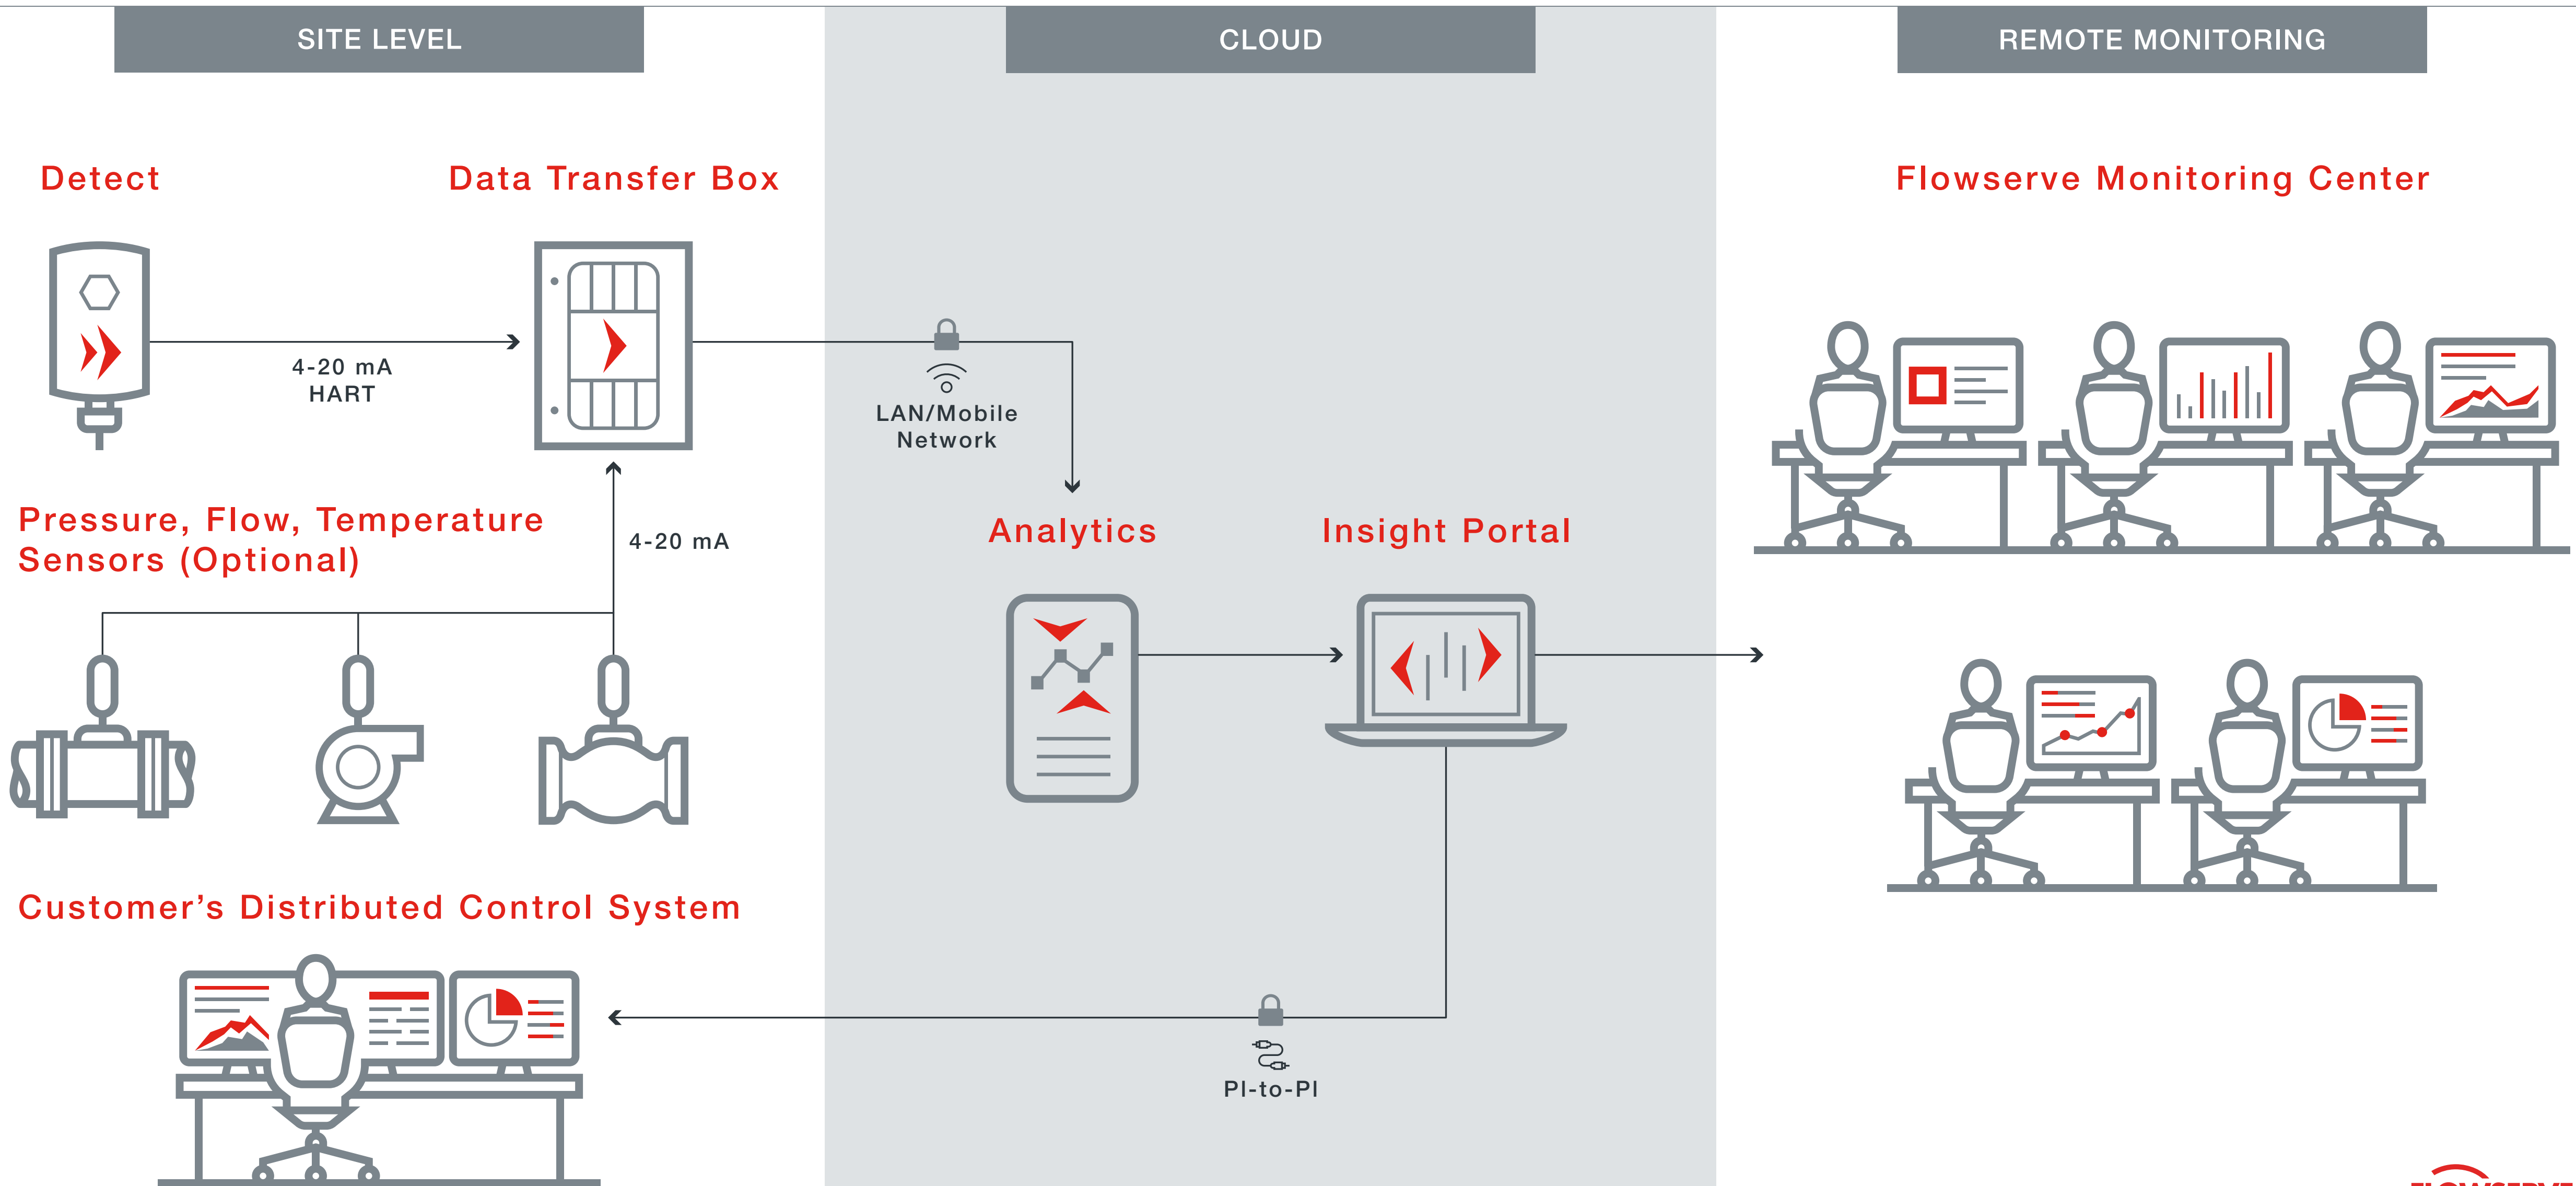 SITE LEVEL
CLOUD
REMOTE MONITORING
Detect
Data Transfer Box
Flowserve Monitoring Center
4-20 mA
HART
LAN/Mobile
Network
Pressure, Flow, Temperature
Sensors (Optional)
4-20 mA
Analytics
Insight Portal
Customer’s Distributed Control System
PI-to-PI
FLOWSERVE